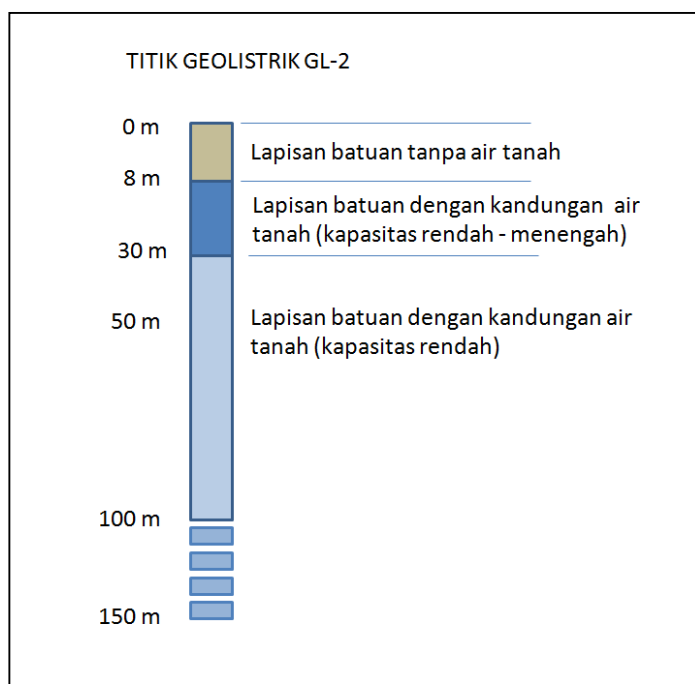 TITIK GEOLISTRIK GL-2
0 m
Lapisan batuan tanpa air tanah
8 m
Lapisan batuan dengan kandungan air
tanah (kapasitas rendah - menengah)
30 m
50 m
Lapisan batuan dengan kandungan air
tanah (kapasitas rendah)
100 m
150 m